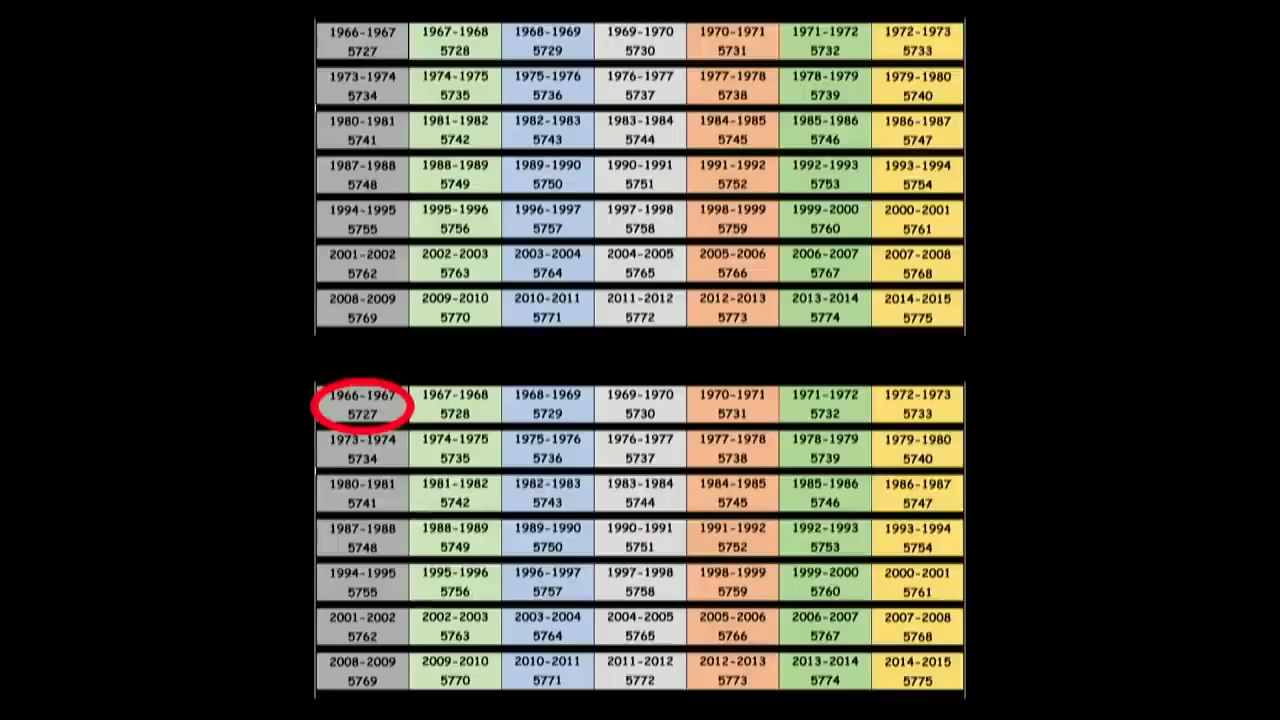 1966-1967 1967-1968 1968-1969 1969-1970 1970-1971 1971-1972 1972-1973
5727 5728 5729 5730 5731 5732 5733
1973-1974 1974-1975 1975-1976 1976-1977 1977-1978 1978-1979 1979-1980
5734 5735 5736 5737 5738 5739 5740
1980-1981 1981-1982 1982-1983 1983-1984 1984-1985 1985-1986 1986-1987
5741 5742 5743 5744 5745 5746 5747
1987-1988 1988-1989 1989-1990 1990-1991 1991-1992 1992-1993 1993-1994
5748 5749 5750 5751 5752 5753 5754
1994-1995 1995-1996 1996-1997 1997-1998 1998-1999 1999-2000 2000-2001
5755 5756 5757 5758 5759 5760 5761
2001-2002 2002-2003 2003-2004 2004-2005 2005-2006 2006-2007 2007-2008
5762 5763 5764 5765 5766 5767 5768
2008-2009 2009-2010 2010-2011 2011-2012 2012-2013 2013-2014 2014-2015
5769 5770 5771 5772 5773 5774 5775
1966-1967 1967-1968 1968-1969 1969-1970 1970-1971 1971-1972 1972-1973
5727 5728 5729 5730 5731 5732 5733
1973-1974 1974-1975 1975-1976 1976-1977 1977-1978 1978-1979 1979-1980
5734 5735 5736 5737 5738 5739 5740
1980-1981 1981-1982 1982-1983 1983-1984 1984-1985 1985-1986 1986-1987
5741 5742 5743 5744 5745 5746 5747
1987-1988 1988-1989 1989-1990 1990-1991 1991-1992 1992-1993 1993-1994
5748 5749 5750 5751 5752 5753 5754
1994-1995 1995-1996 1996-1997 1997-1998 1998-1999 1999-2000 2000-2001
5755 5756 5757 5758 5759 5760 5761
2001-2002 2002-2003 2003-2004 2004-2005 2005-2006 2006-2007 2007-2008
5762 5763 5764 5765 5766 5767 5768
2008-2009 2009-2010 2010-2011 2011-2012 2012-2013 2013-2014 2014-2015
5769 5770 5771 5772 5773 5774 5775